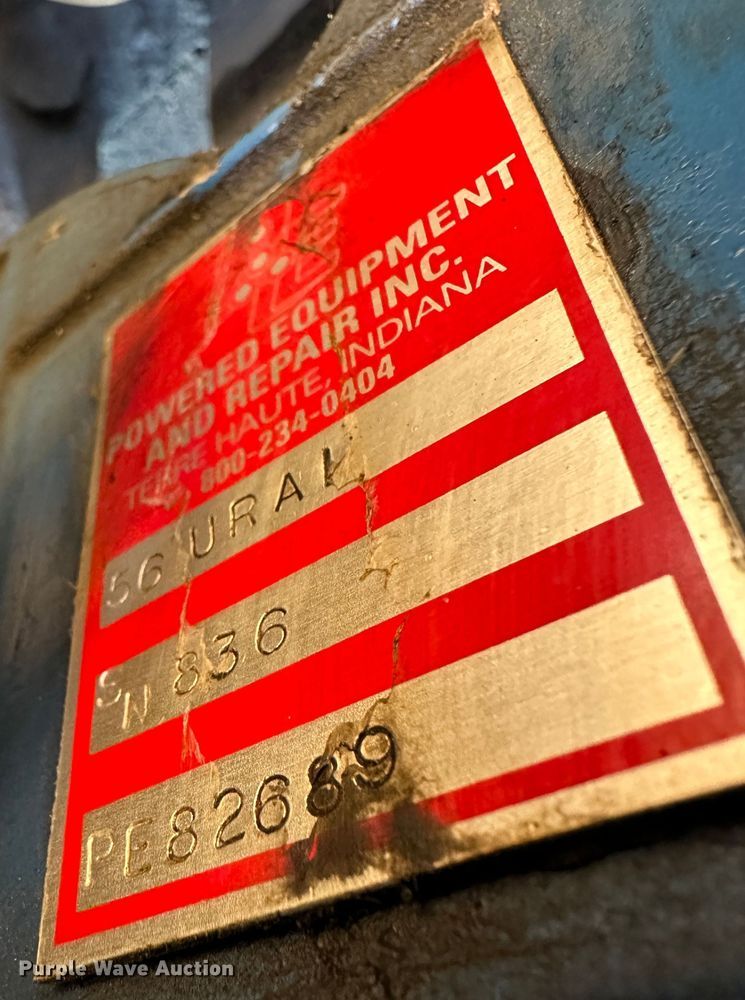 POWERED EQUIPMENT
AND REPAIR INC.
TERRE HAUTE, INDIANA
800-234-0404
56 URAI
SN 836
PE82689
Purple Wave Auction